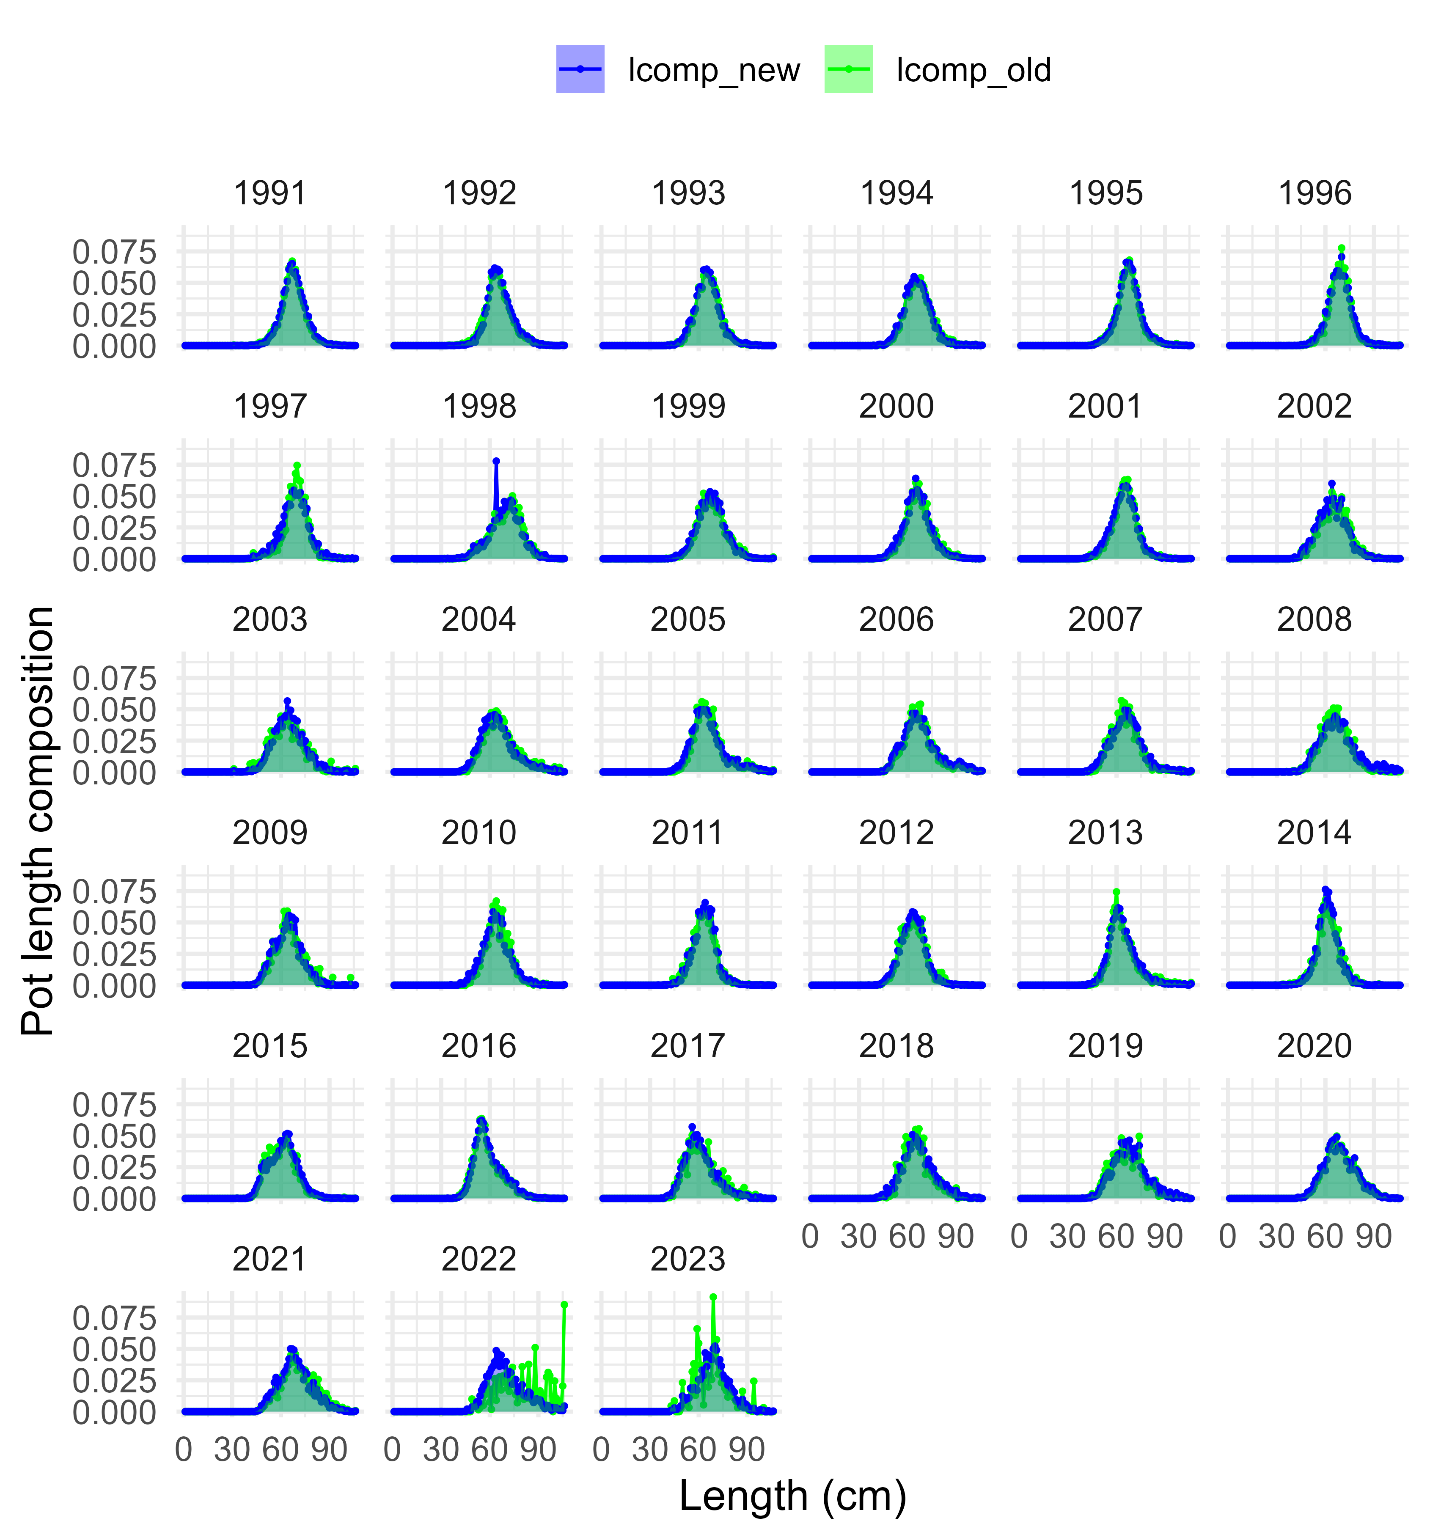 lcomp_new lcomp_old
1991 1992 1993 1994 1995 1996
0.075
0.050
0.025
0.000
1997 1998 1999 2000 2001 2002
0.075
0.050
0.025
0.000
2003 2004 2005 2006 2007 2008
0.075
0.050
0.025
0.000
Pot length composition
2009 2010 2011 2012 2013 2014
0.075
0.050
0.025
0.000
2015 2016 2017 2018 2019 2020
0.075
0.050
0.025
0.000
0 30 60 90 0 30 60 90 0 30 60 90
2021 2022 2023
0.075
0.050
0.025
0.000
0 30 60 90 0 30 60 90 0 30 60 90
Length (cm)